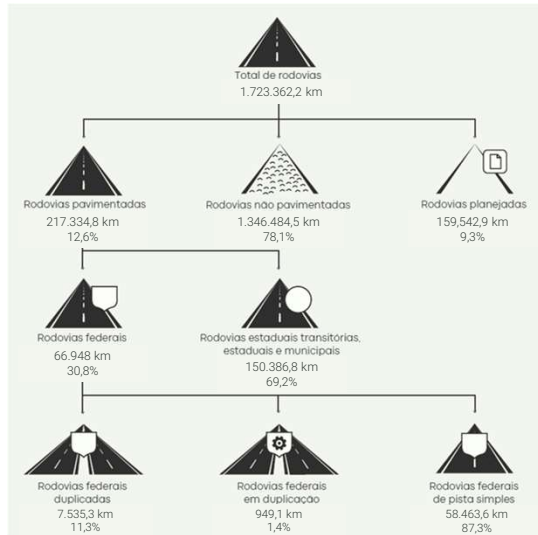 Total de rodovias
1.723.362,2 km
Rodovias pavimentadas
217.334,8 km
12,6%
Rodovias não pavimentadas
1.346.484,5 km
78,1%
Rodovias planejadas
159,542,9 km
9,3%
Rodovias federais
66.948 km
30,8%
Rodovias estaduais transitórias,
estaduais e municipais
150.386,8 km
69,2%
Rodovias federais
duplicadas
7.535,3 km
11,3%
Rodovias federais
em duplicação
949,1 km
1,4%
Rodovias federais
de pista simples
58.463,6 km
87,3%